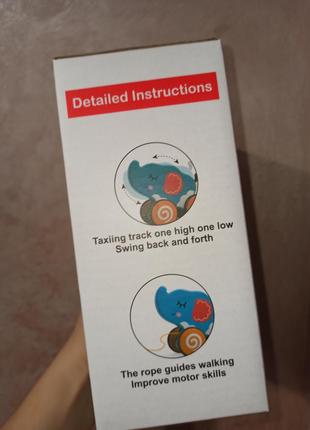 Detailed Instructions
Taxiing track one high one low
Swing back and forth
The rope guides walking
Improve motor skills